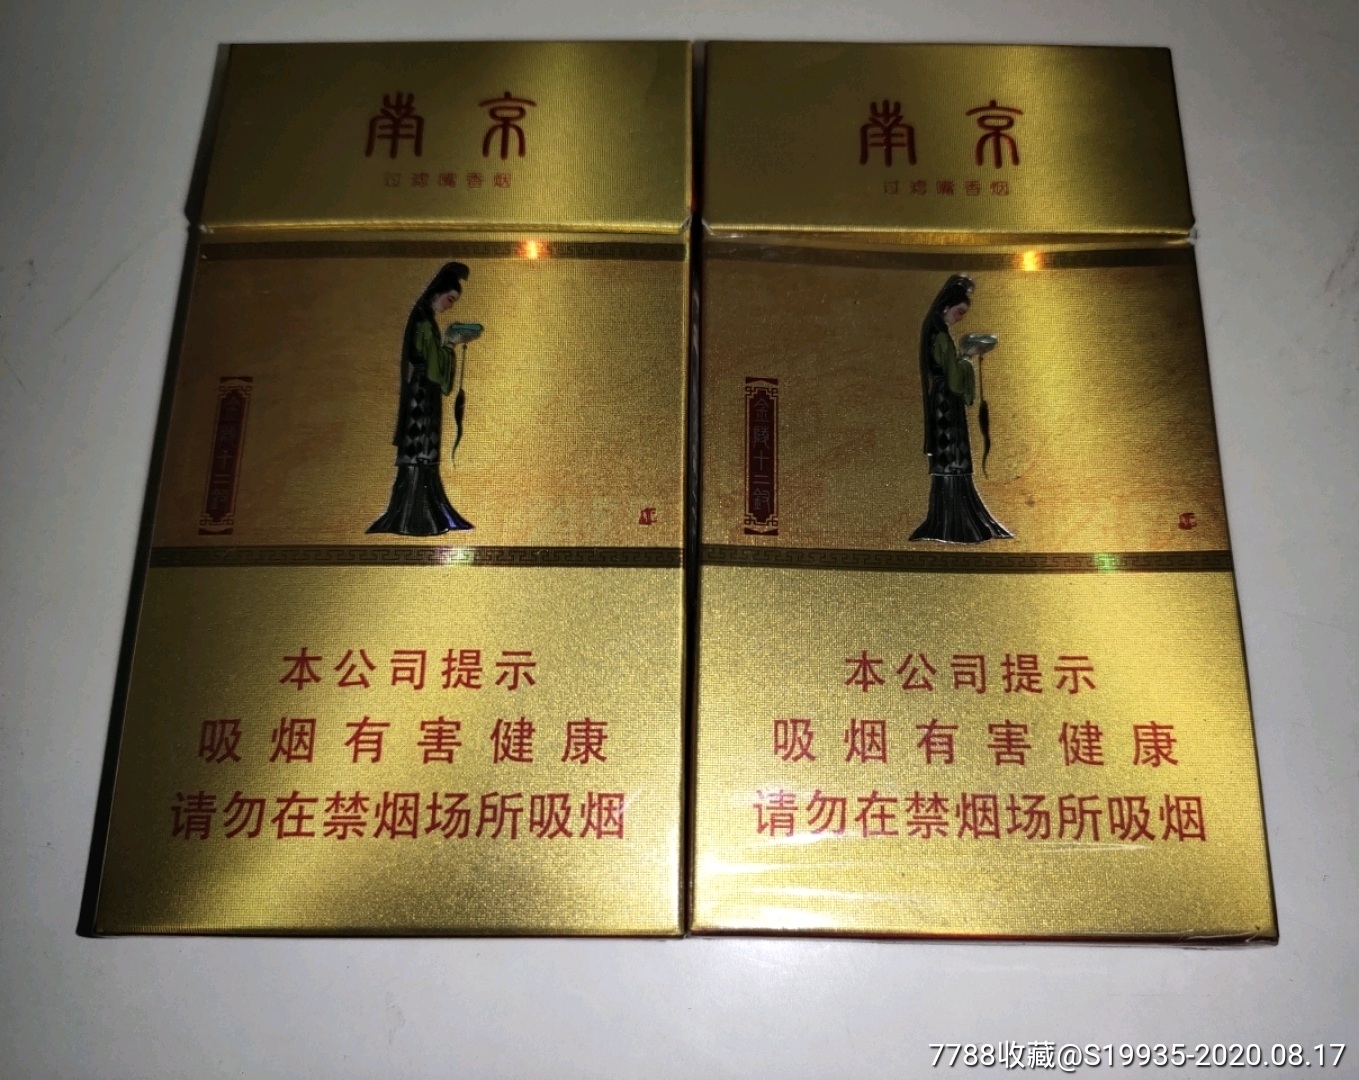 南京
过滤嘴香烟
金陵十二钗
本公司提示
吸烟有害健康
请勿在禁烟场所吸烟
南京
过滤嘴香烟
金陵十二钗
本公司提示
吸烟有害健康
请勿在禁烟场所吸烟
7788收藏@S19935-2020.08.17